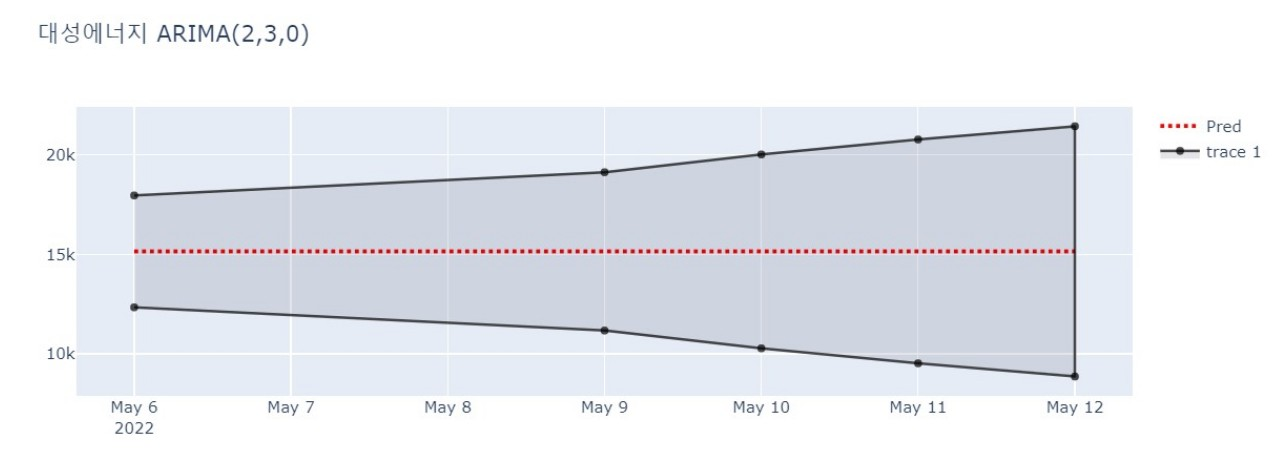 대성에너지 ARIMA(2,3,0)
Pred
trace 1
20k
15k
10k
May 6 May 7 May 8 May 9 May 10 May 11 May 12
2022